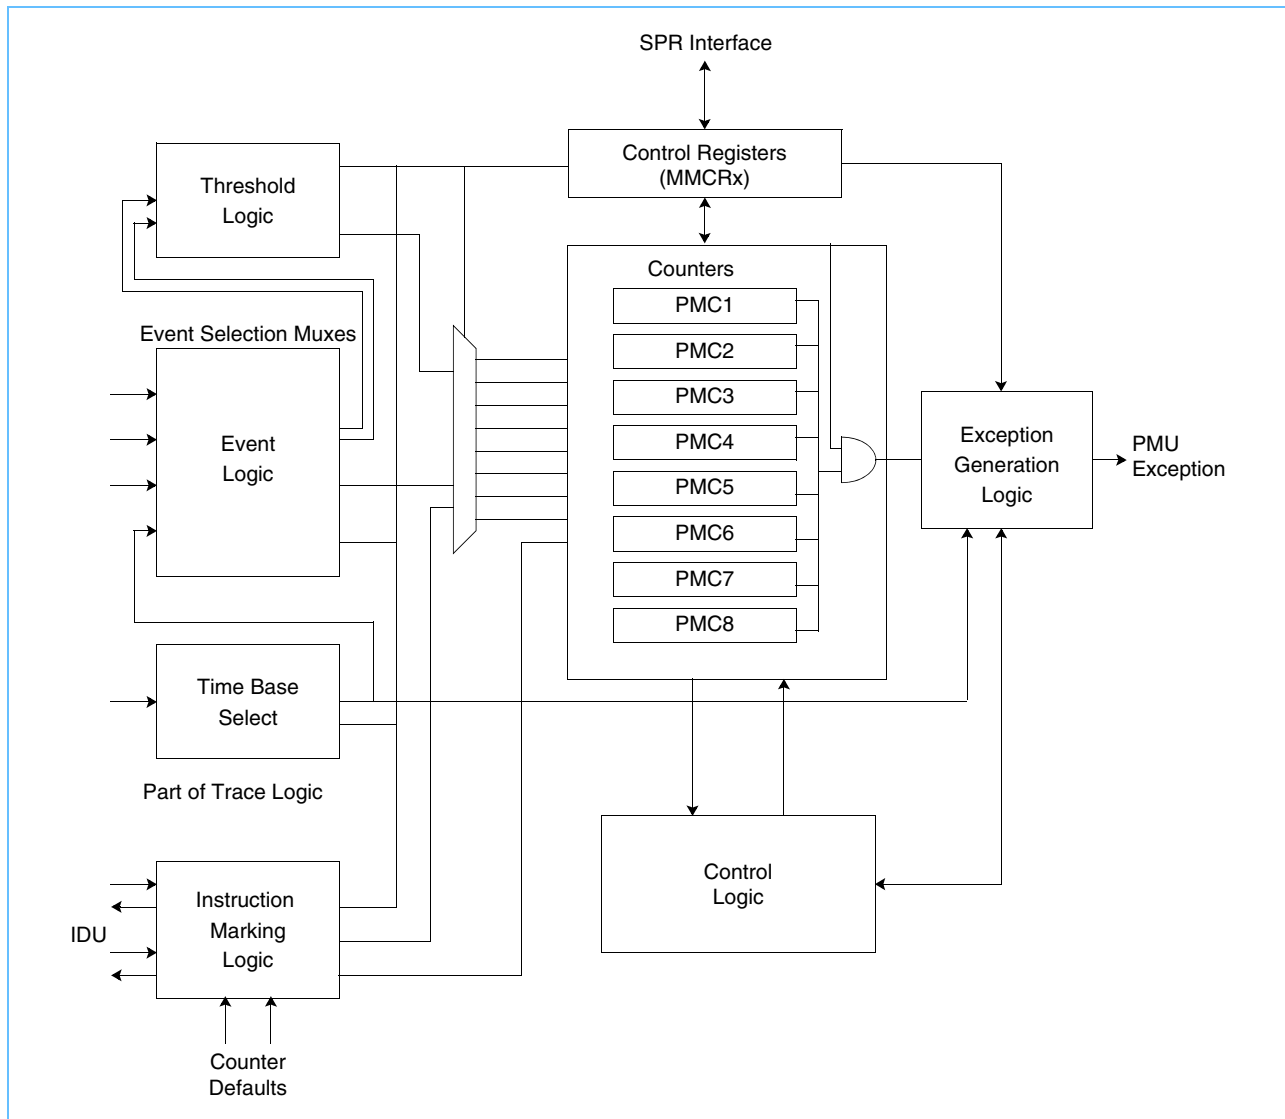 SPR Interface
Control Registers
(MMCRx)
Threshold
Logic
Counters
PMC1
PMC2
PMC3
PMC4
PMC5
PMC6
PMC7
PMC8
Event Selection Muxes
Event
Logic
Exception
Generation
Logic
PMU
Exception
Time Base
Select
Part of Trace Logic
Control
Logic
IDU
Instruction
Marking
Logic
Counter
Defaults